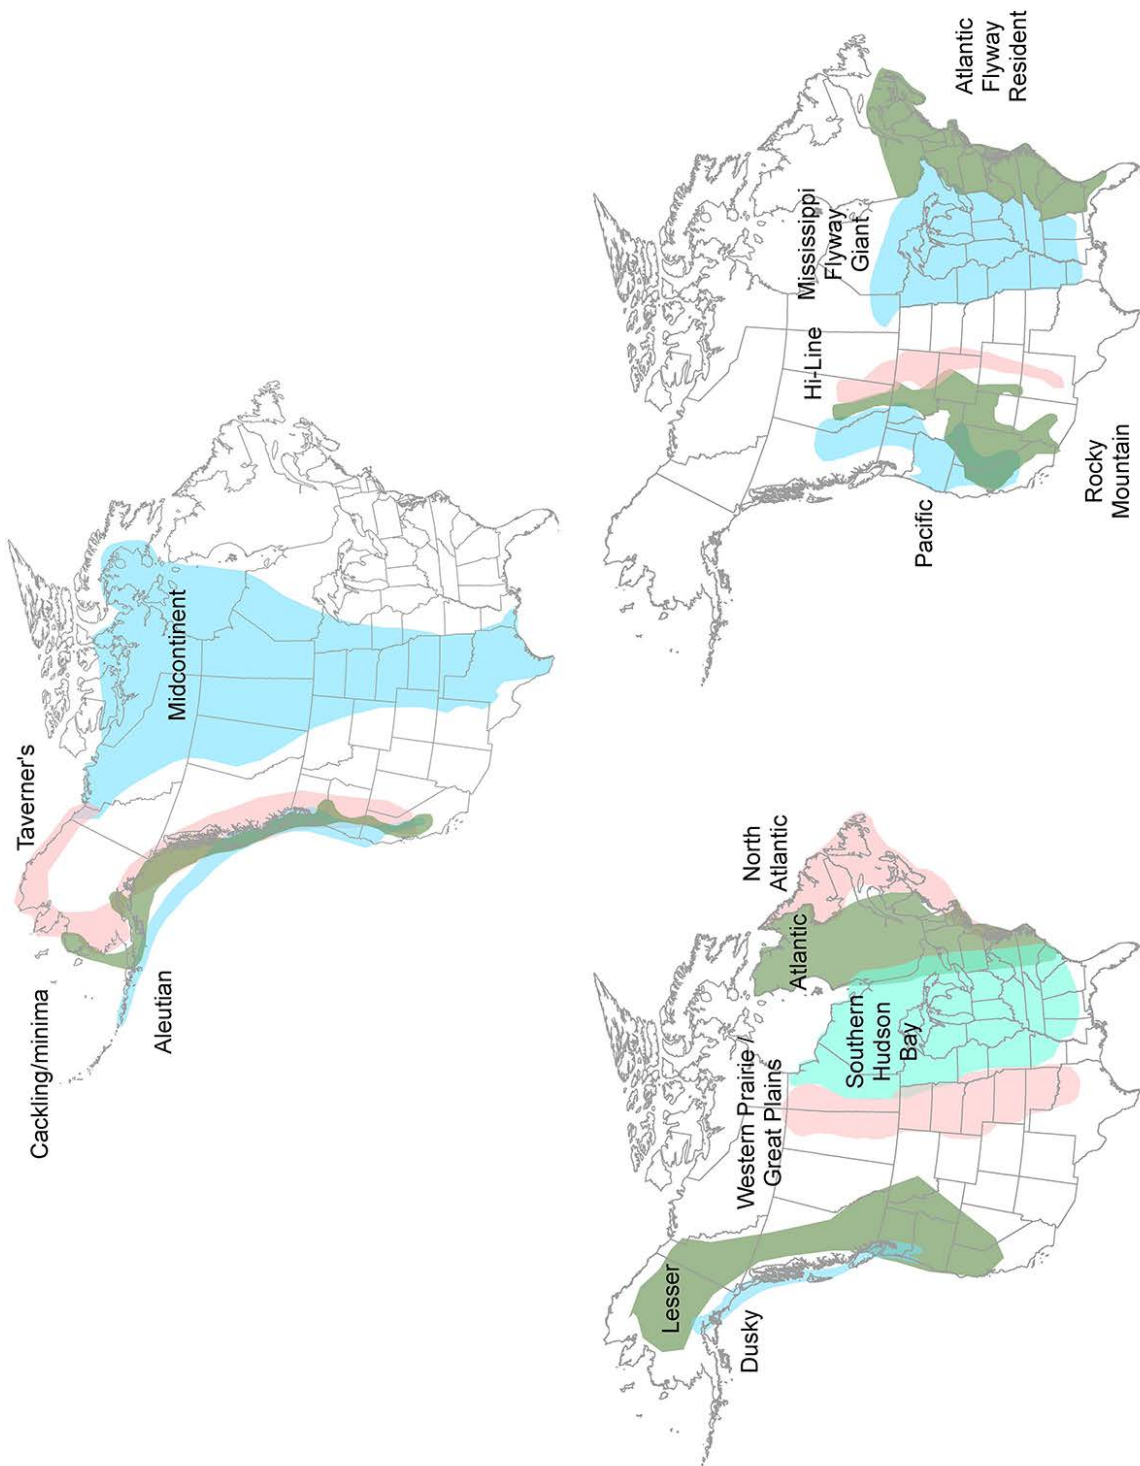 Cackling/minima
Taverner's
Aleutian
Midcontinent
Lesser
Dusky
Western Prairie /
Great Plains
Southern
Hudson
Bay
Atlantic
North
Atlantic
Pacific
Rocky
Mountain
Hi-Line
Mississippi
Flyway
Giant
Atlantic
Flyway
Resident